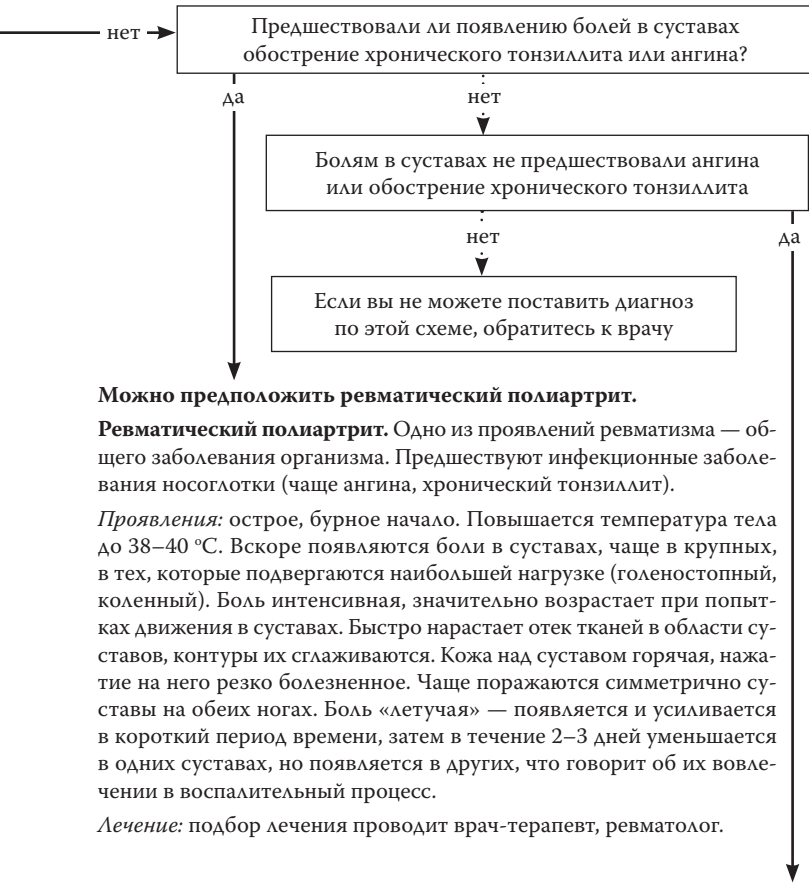 нет
Предшествовали ли появлению болей в суставах
обострение хронического тонзиллита или ангина?
да
нет
Болям в суставах не предшествовали ангина
или обострение хронического тонзиллита
нет
да
Если вы не можете поставить диагноз
по этой схеме, обратитесь к врачу
Можно предположить ревматический полиартрит.
Ревматический полиартрит. Одно из проявлений ревматизма — об-
щего заболевания организма. Предшествуют инфекционные заболе-
вания носоглотки (чаще ангина, хронический тонзиллит).
Проявления: острое, бурное начало. Повышается температура тела
до 38–40 °С. Вскоре появляются боли в суставах, чаще в крупных,
в тех, которые подвергаются наибольшей нагрузке (голеностопный,
коленный). Боль интенсивная, значительно возрастает при попыт-
ках движения в суставах. Быстро нарастает отек тканей в области су-
ставов, контуры их сглаживаются. Кожа над суставом горячая, нажа-
тие на него резко болезненное. Чаще поражаются симметрично су-
ставы на обеих ногах. Боль «летучая» — появляется и усиливается
в короткий период времени, затем в течение 2–3 дней уменьшается
в одних суставах, но появляется в других, что говорит об их вовле-
чении в воспалительный процесс.
Лечение: подбор лечения проводит врач-терапевт, ревматолог.